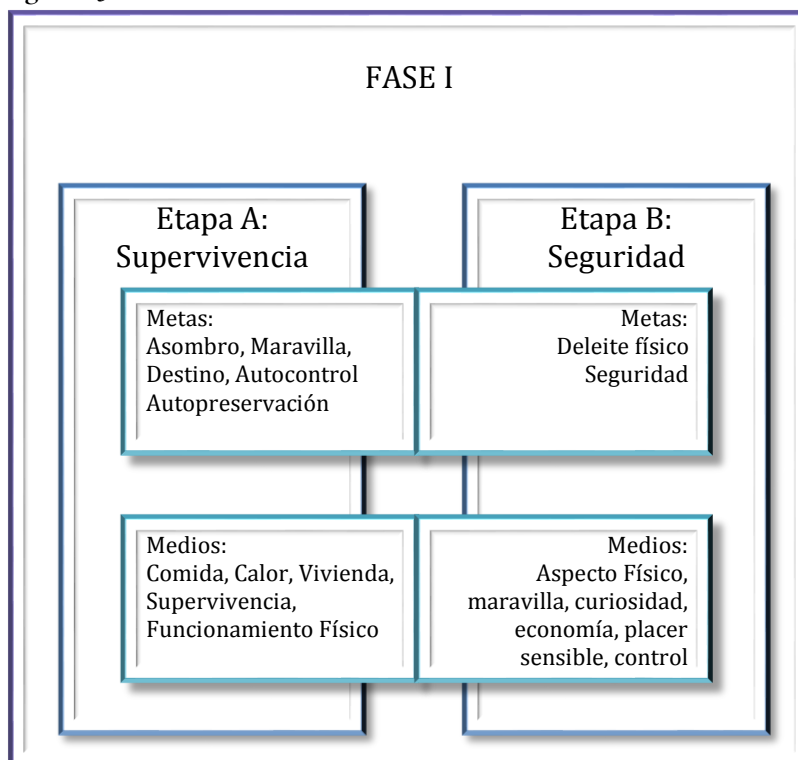 FASE I
Etapa A:
Supervivencia
Metas:
Asombro, Maravilla,
Destino, Autocontrol
Autopreservación
Medios:
Comida, Calor, Vivienda,
Supervivencia,
Funcionamiento Físico
Etapa B:
Seguridad
Metas:
Deleite físico
Seguridad
Medios:
Aspecto Físico,
maravilla, curiosidad,
economía, placer
sensible, control